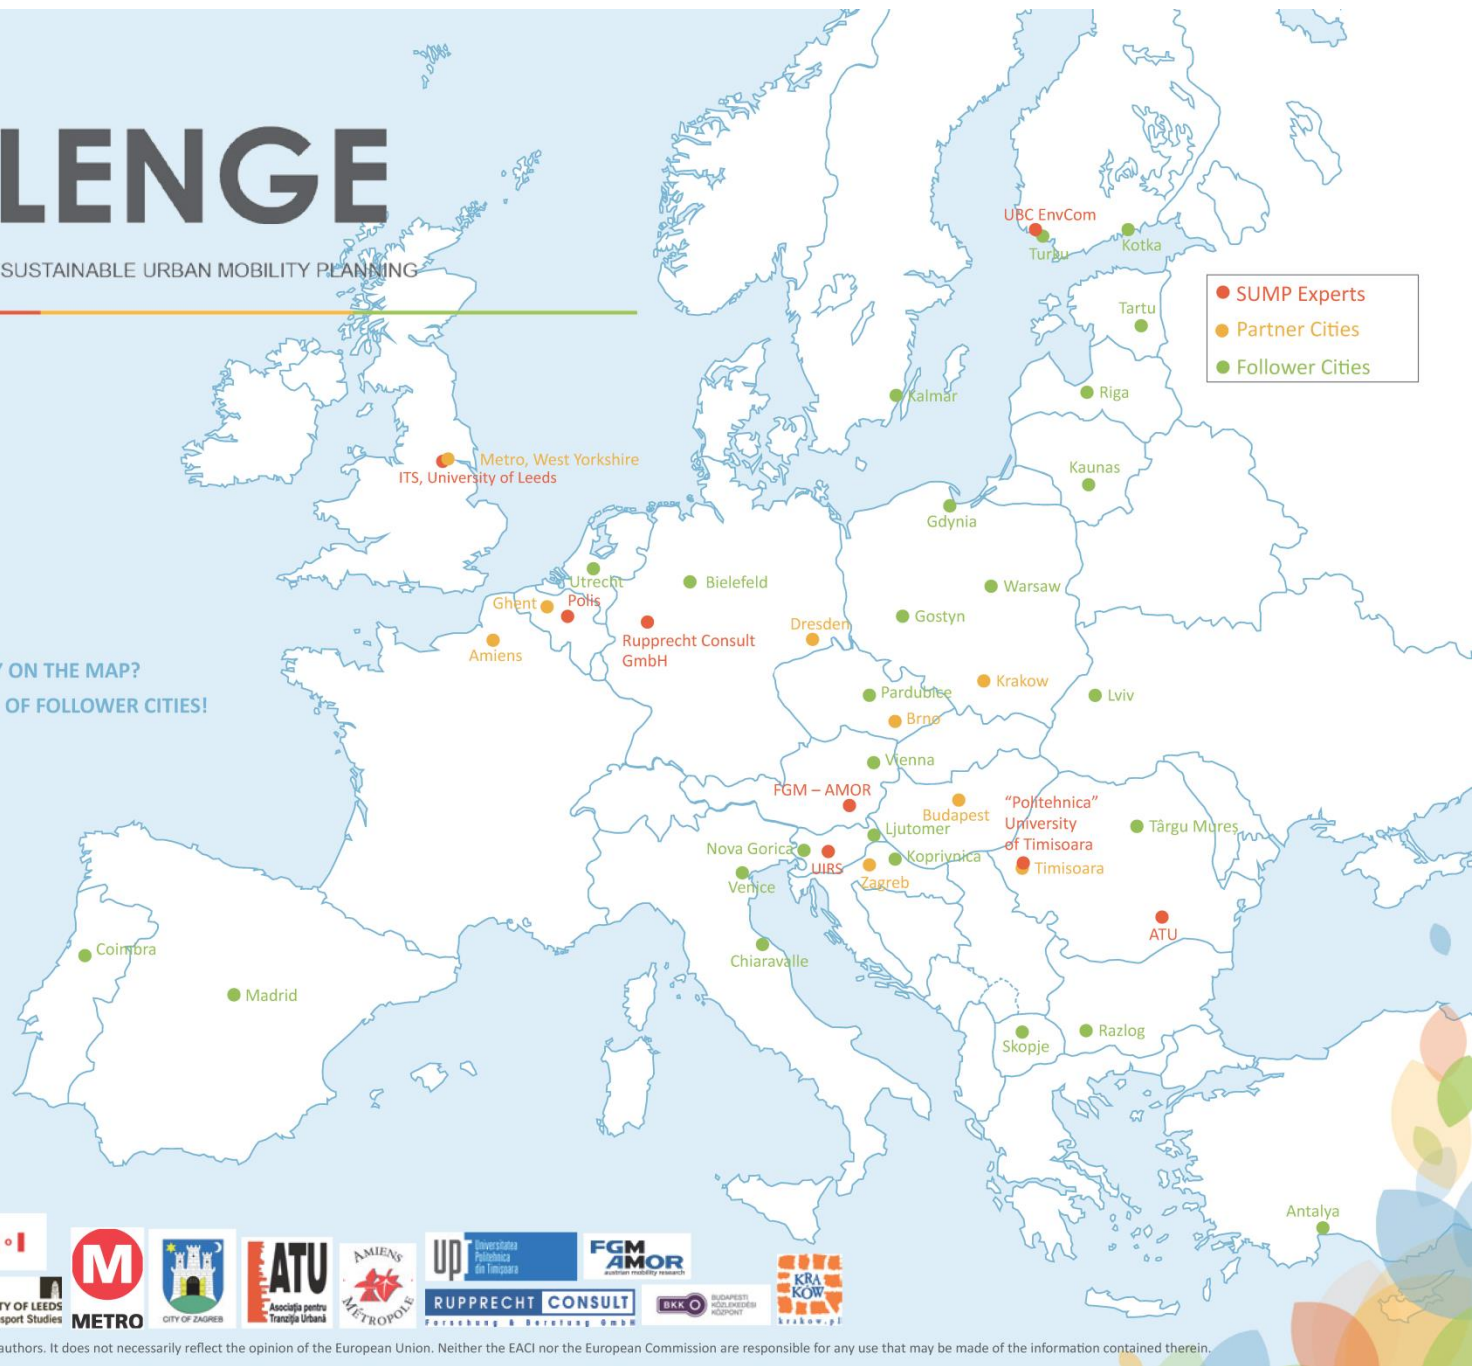 LENGE
SUSTAINABLE URBAN MOBILITY PLANNING
UBC EnvCom
Turku
Kotka
SUMP Experts
Partner Cities
Follower Cities
Tartu
Riga
Kalmar
Metro, West Yorkshire
ITS, University of Leeds
Kaunas
Gdynia
Utrecht
Bielefeld
Warsaw
Ghent
Polis
Gostyn
Dresden
Rupprecht Consult
GmbH
Amiens
Y ON THE MAP?
OF FOLLOWER CITIES!
Krakow
Pardubice
Lviv
Brno
Vienna
FGM – AMOR
Budapest
"Politehnica"
University
of Timisoara
Timisoara
Târgu Mureș
Ljutomer
Nova Gorica
Koprivnica
UIRS
Zagreb
Venice
ATU
Coimbra
Chiaravalle
Madrid
Skopje
Razlog
Antalya
M
METRO
TY OF LEEDS
sport Studies
CITY OF ZAGREB
ATU
Asociația pentru
Tranziția Urbană
AMIENS
MÉTROPOLE
UPT
Universitatea
Politehnica
din Timișoara
FGM
AMOR
austrian mobility research
RUPPRECHT CONSULT
Forschung & Beratung GmbH
BKK
BUDAPESTI
KÖZLEKEDÉSI
KÖZPONT
KRA
KÓW
krakow.pl
authors. It does not necessarily reflect the opinion of the European Union. Neither the EACI nor the European Commission are responsible for any use that may be made of the information contained therein.